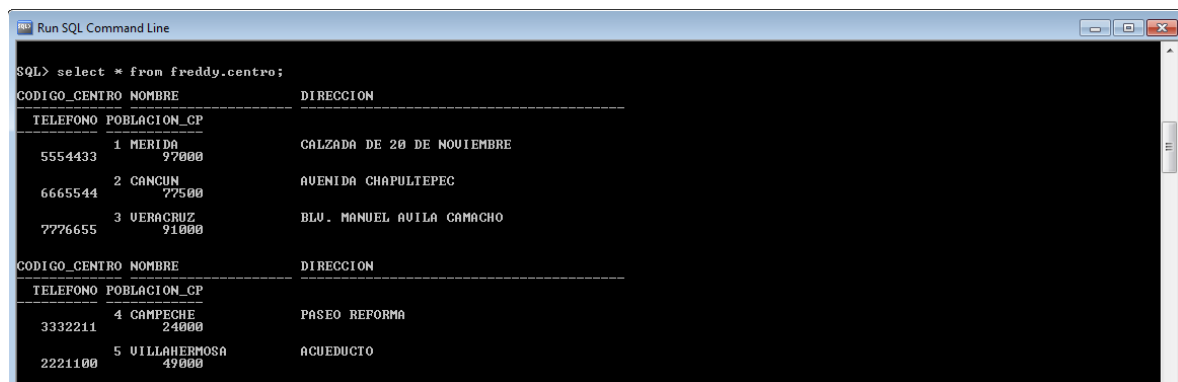 Run SQL Command Line
SQL> select * from freddy.centro;
CODIGO_CENTRO NOMBRE DIRECCION
TELEFONO POBLACION_CP
1 MERIDA CALZADA DE 20 DE NOVIEMBRE
5554433 97000
2 CANCUN AVENIDA CHAPULTEPEC
6665544 77500
3 VERACRUZ BLV. MANUEL AVILA CAMACHO
7776655 91000
CODIGO_CENTRO NOMBRE DIRECCION
TELEFONO POBLACION_CP
4 CAMPECHE PASEO REFORMA
3332211 24000
5 VILLAHERMOSA ACUEDUCTO
2221100 49000